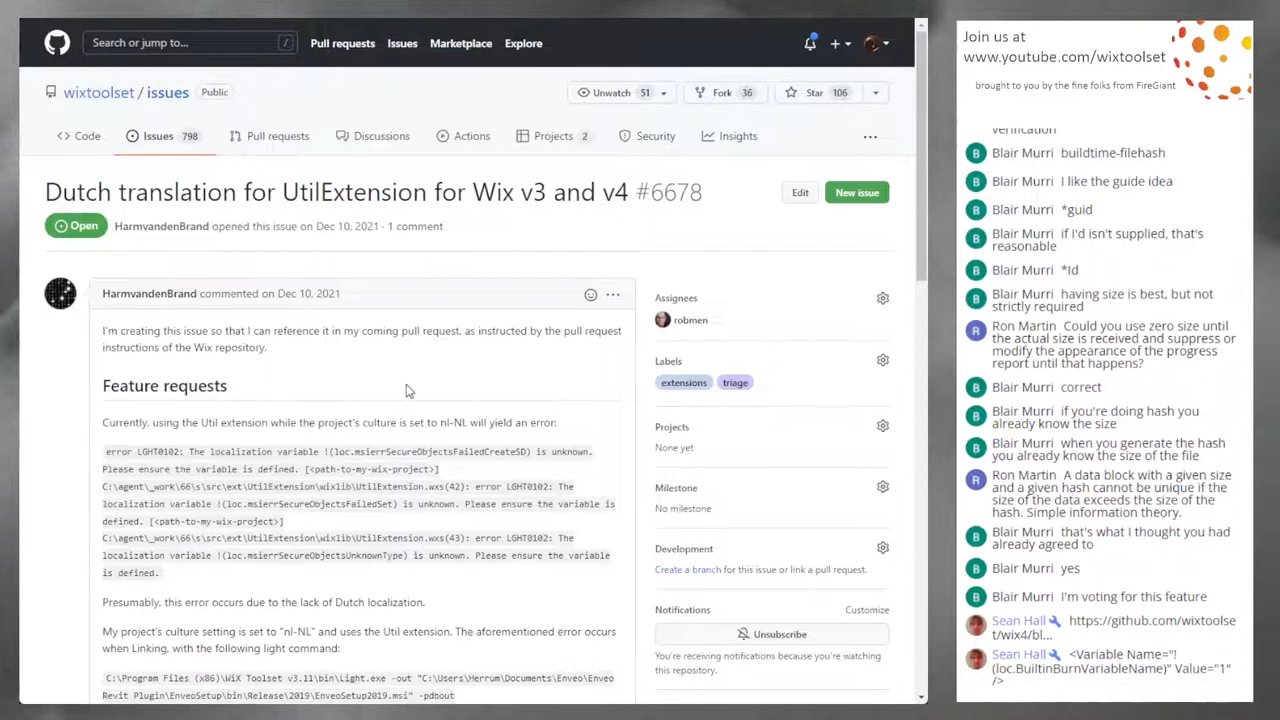 Search or jump to...
/
Pull requests
Issues
Marketplace
Explore
wixtoolset / issues
Public
Unwatch 51
Fork 36
Star 106
Code
Issues 798
Pull requests
Discussions
Actions
Projects 2
Security
Insights
Dutch translation for UtilExtension for Wix v3 and v4 #6678
Edit
New issue
Open
HarmvandenBrand opened this issue on Dec 10, 2021 · 1 comment
HarmvandenBrand commented on Dec 10, 2021
I'm creating this issue so that I can reference it in my coming pull request, as instructed by the pull request
instructions of the Wix repository.
Feature requests
Currently, using the Util extension while the project's culture is set to nl-NL will yield an error:
error LGHT0102: The localization variable !(loc.msierrSecureObjectsFailedCreateSD) is unknown.
Please ensure the variable is defined. [<path-to-my-wix-project>]
C:\agent\_work\66\s\src\ext\UtilExtension\wixlib\UtilExtension.wxs(42): error LGHT0102: The
localization variable !(loc.msierrSecureObjectsFailedSet) is unknown. Please ensure the variable is
defined. [<path-to-my-wix-project>]
C:\agent\_work\66\s\src\ext\UtilExtension\wixlib\UtilExtension.wxs(43): error LGHT0102: The
localization variable !(loc.msierrSecureObjectsUnknownType) is unknown. Please ensure the variable
is defined.
Presumably, this error occurs due to the lack of Dutch localization.
My project's culture setting is set to "nl-NL" and uses the Util extension. The aforementioned error occurs
when Linking, with the following light command:
C:\Program Files (x86)\WiX Toolset v3.11\bin\Light.exe -out "C:\Users\Herrum\Documents\Enveo\Enveo
Revit Plugin\EnveoSetup\bin\Release\2019\EnveoSetup2019.msi" -pdbout
Assignees
robmen
Labels
extensions
triage
Projects
None yet
Milestone
No milestone
Development
Create a branch for this issue or link a pull request.
Notifications
Customize
Unsubscribe
You're receiving notifications because you're watching
this repository.
Join us at
www.youtube.com/wixtoolset
brought to you by the fine folks from FireGiant
verification
B Blair Murri buildtime-filehash
B Blair Murri I like the guide idea
B Blair Murri *guid
B Blair Murri if I'd isn't supplied, that's
reasonable
B Blair Murri *Id
B Blair Murri having size is best, but not
strictly required
R Ron Martin Could you use zero size until
the actual size is received and suppress or
modify the appearance of the progress
report until that happens?
B Blair Murri correct
B Blair Murri if you're doing hash you
already know the size
B Blair Murri when you generate the hash
you already know the size of the file
R Ron Martin A data block with a given size
and a given hash cannot be unique if the
size of the data exceeds the size of the
hash. Simple information theory.
B Blair Murri that's what I thought you had
already agreed to
B Blair Murri yes
B Blair Murri I'm voting for this feature
Sean Hall https://github.com/wixtoolse
t/wix4/bl...
Sean Hall <Variable Name="!
(loc.BuiltinBurnVariableName)" Value="1"
/>